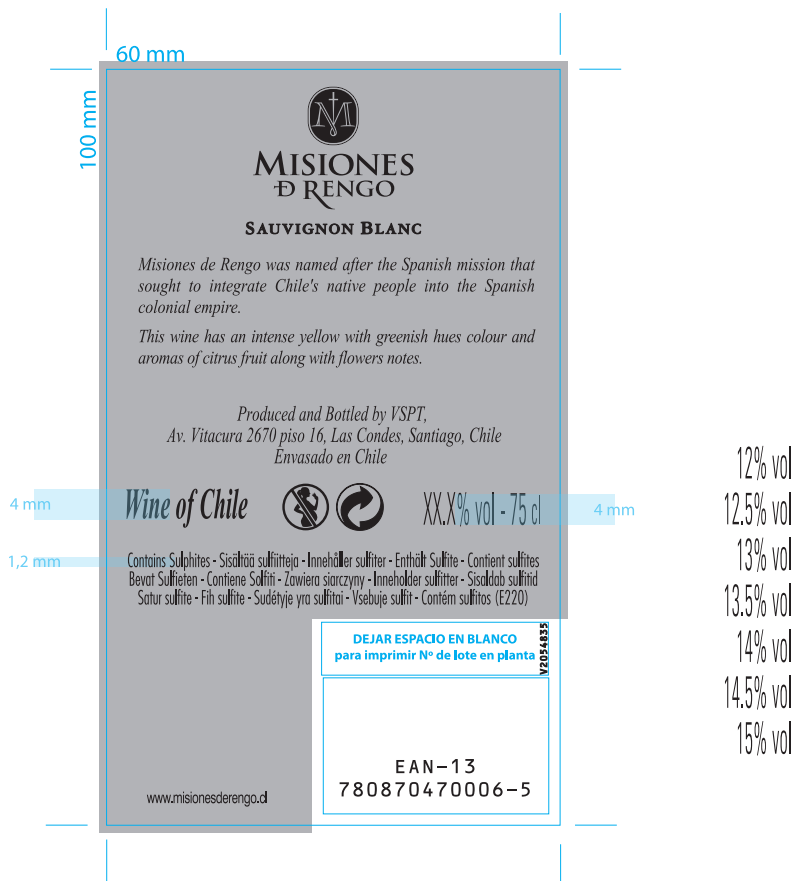 60 mm
100 mm
M
MISIONES
D RENGO
SAUVIGNON BLANC
Misiones de Rengo was named after the Spanish mission that
sought to integrate Chile's native people into the Spanish
colonial empire.
This wine has an intense yellow with greenish hues colour and
aromas of citrus fruit along with flowers notes.
Produced and Bottled by VSPT,
Av. Vitacura 2670 piso 16, Las Condes, Santiago, Chile
Envasado en Chile
4 mm
Wine of Chile
XX.X% vol - 75 cl
4 mm
1,2 mm
Contains Sulphites - Sisältää sulfiitteja - Innehåller sulfiter - Enthält Sulfite - Contient sulfites
Bevat Sulfieten - Contiene Solfiti - Zawiera siarczyny - Inneholder sulfitter - Sisaldab sulfitid
Satur sulfite - Fih sulfite - Sudétyje yra sulfitai - Vsebuje sulfit - Contém sulfitos (E220)
DEJAR ESPACIO EN BLANCO
para imprimir Nº de lote en planta
V2054835
EAN-13
780870470006-5
www.misionesderengo.cl
12% vol
12.5% vol
13% vol
13.5% vol
14% vol
14.5% vol
15% vol